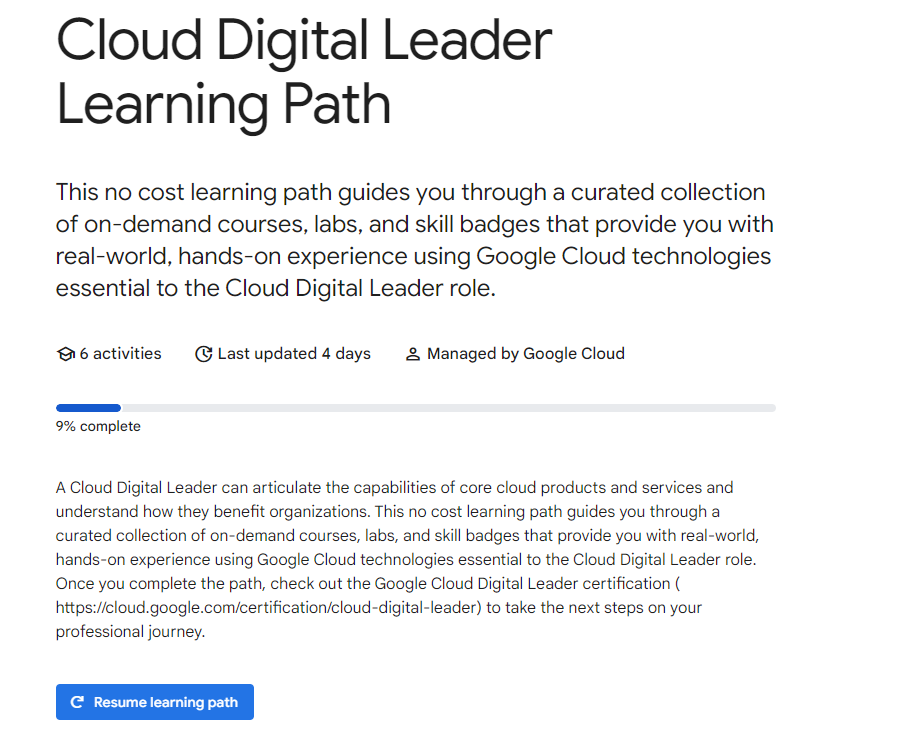 Cloud Digital Leader
Learning Path
This no cost learning path guides you through a curated collection
of on-demand courses, labs, and skill badges that provide you with
real-world, hands-on experience using Google Cloud technologies
essential to the Cloud Digital Leader role.
6 activities Last updated 4 days Managed by Google Cloud
9% complete
A Cloud Digital Leader can articulate the capabilities of core cloud products and services and
understand how they benefit organizations. This no cost learning path guides you through a
curated collection of on-demand courses, labs, and skill badges that provide you with real-world,
hands-on experience using Google Cloud technologies essential to the Cloud Digital Leader role.
Once you complete the path, check out the Google Cloud Digital Leader certification (
https://cloud.google.com/certification/cloud-digital-leader) to take the next steps on your
professional journey.
Resume learning path